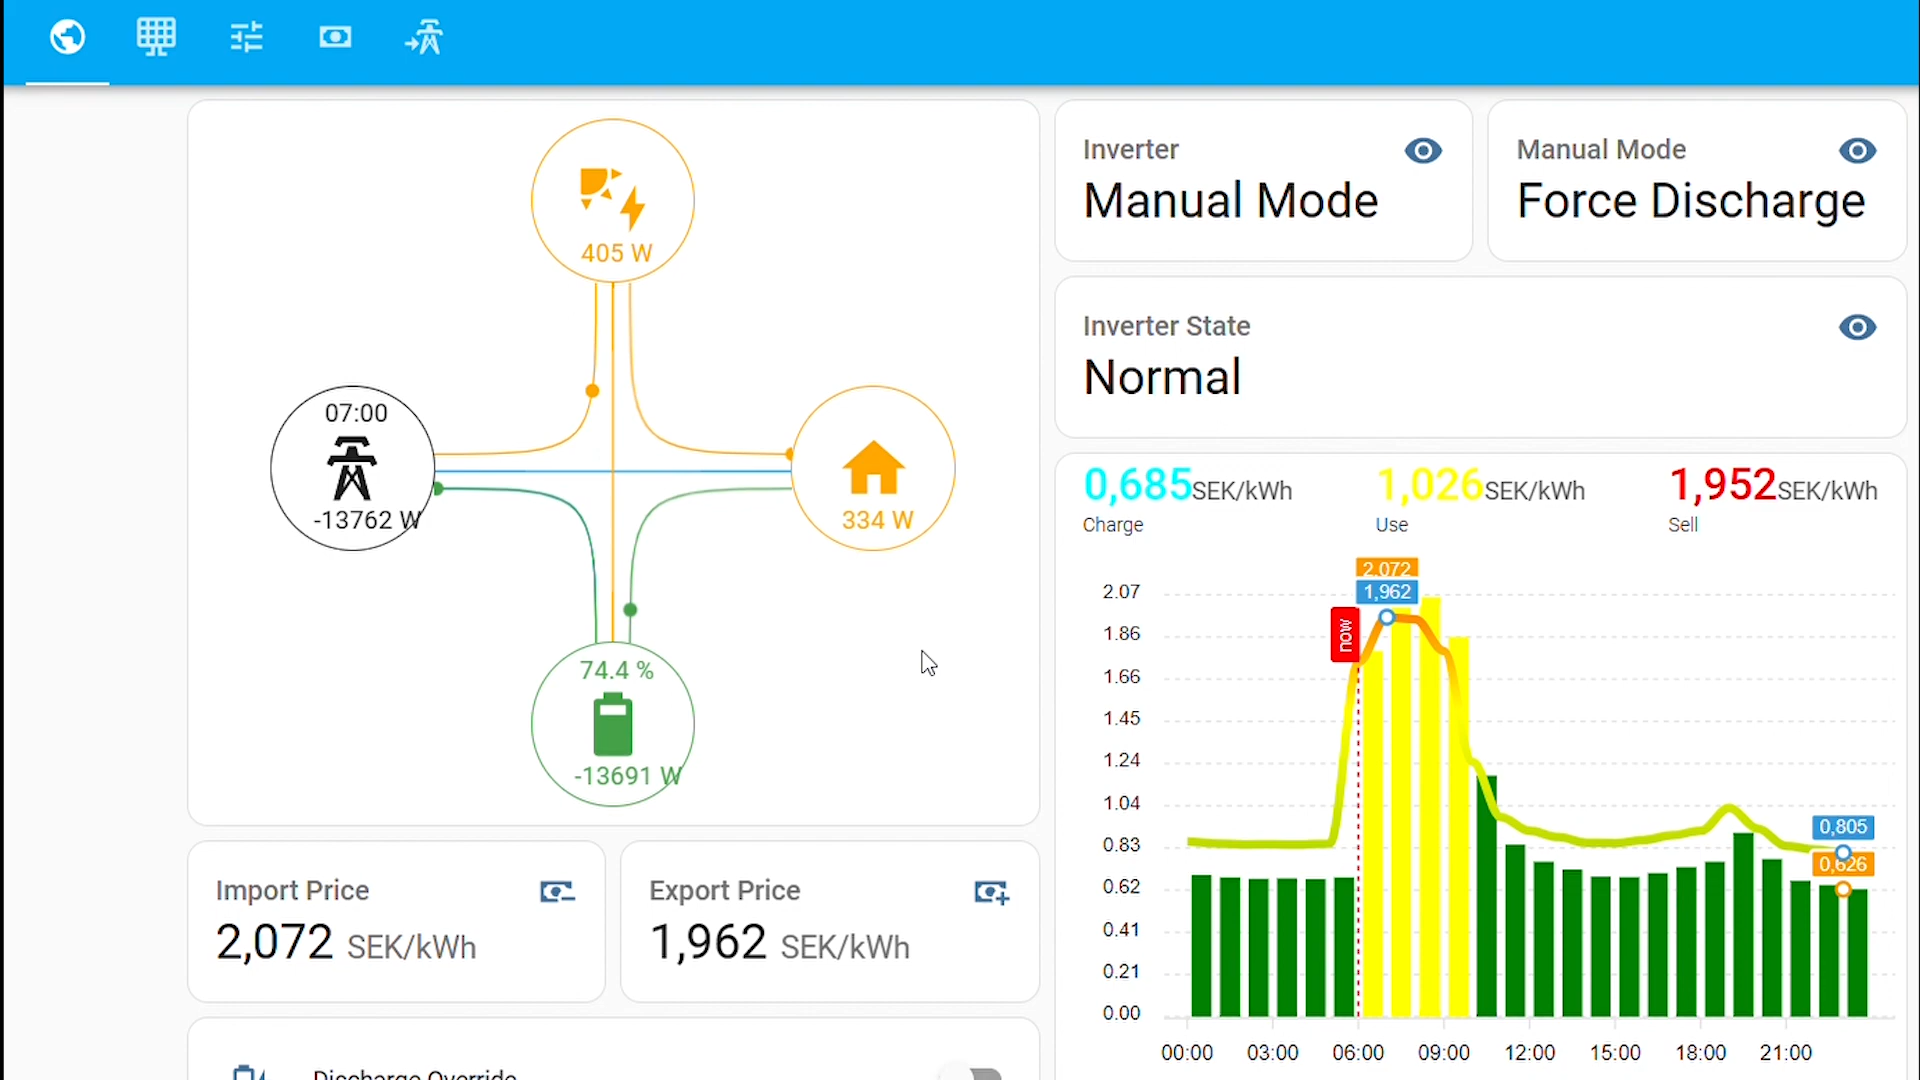 405 W
07:00
-13762 W
334 W
74.4 %
-13691 W
Import Price
2,072 SEK/kWh
Export Price
1,962 SEK/kWh
Discharge Override
Inverter
Manual Mode
Manual Mode
Force Discharge
Inverter State
Normal
0,685SEK/kWh
Charge
1,026SEK/kWh
Use
1,952SEK/kWh
Sell
2,072
1,962
now
2.07
1.86
1.66
1.45
1.24
1.04
0.83
0.62
0.41
0.21
0.00
0,805
0,626
00:00 03:00 06:00 09:00 12:00 15:00 18:00 21:00